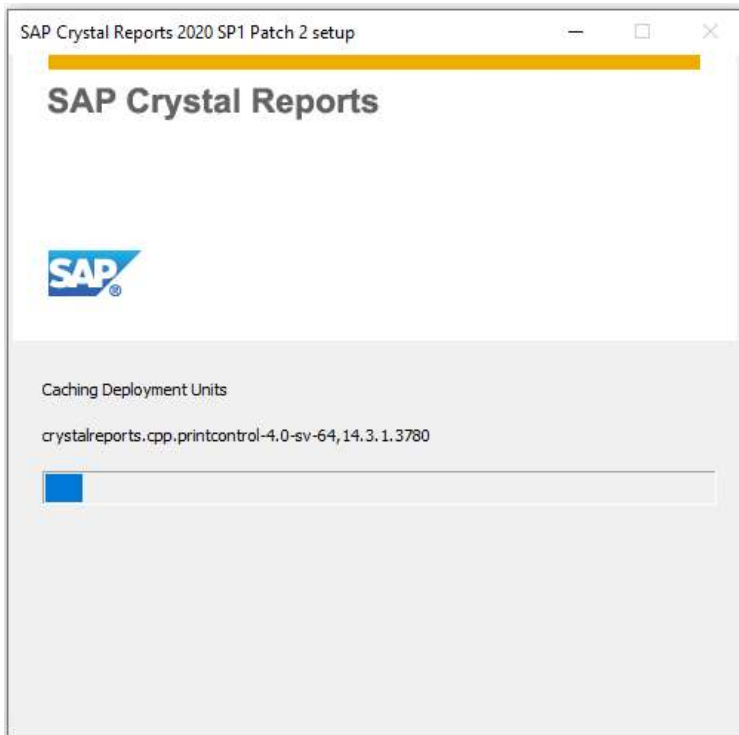 SAP Crystal Reports 2020 SP1 Patch 2 setup
SAP Crystal Reports
SAP®
Caching Deployment Units
crystalreports.cpp.printcontrol-4.0-sv-64,14.3.1.3780